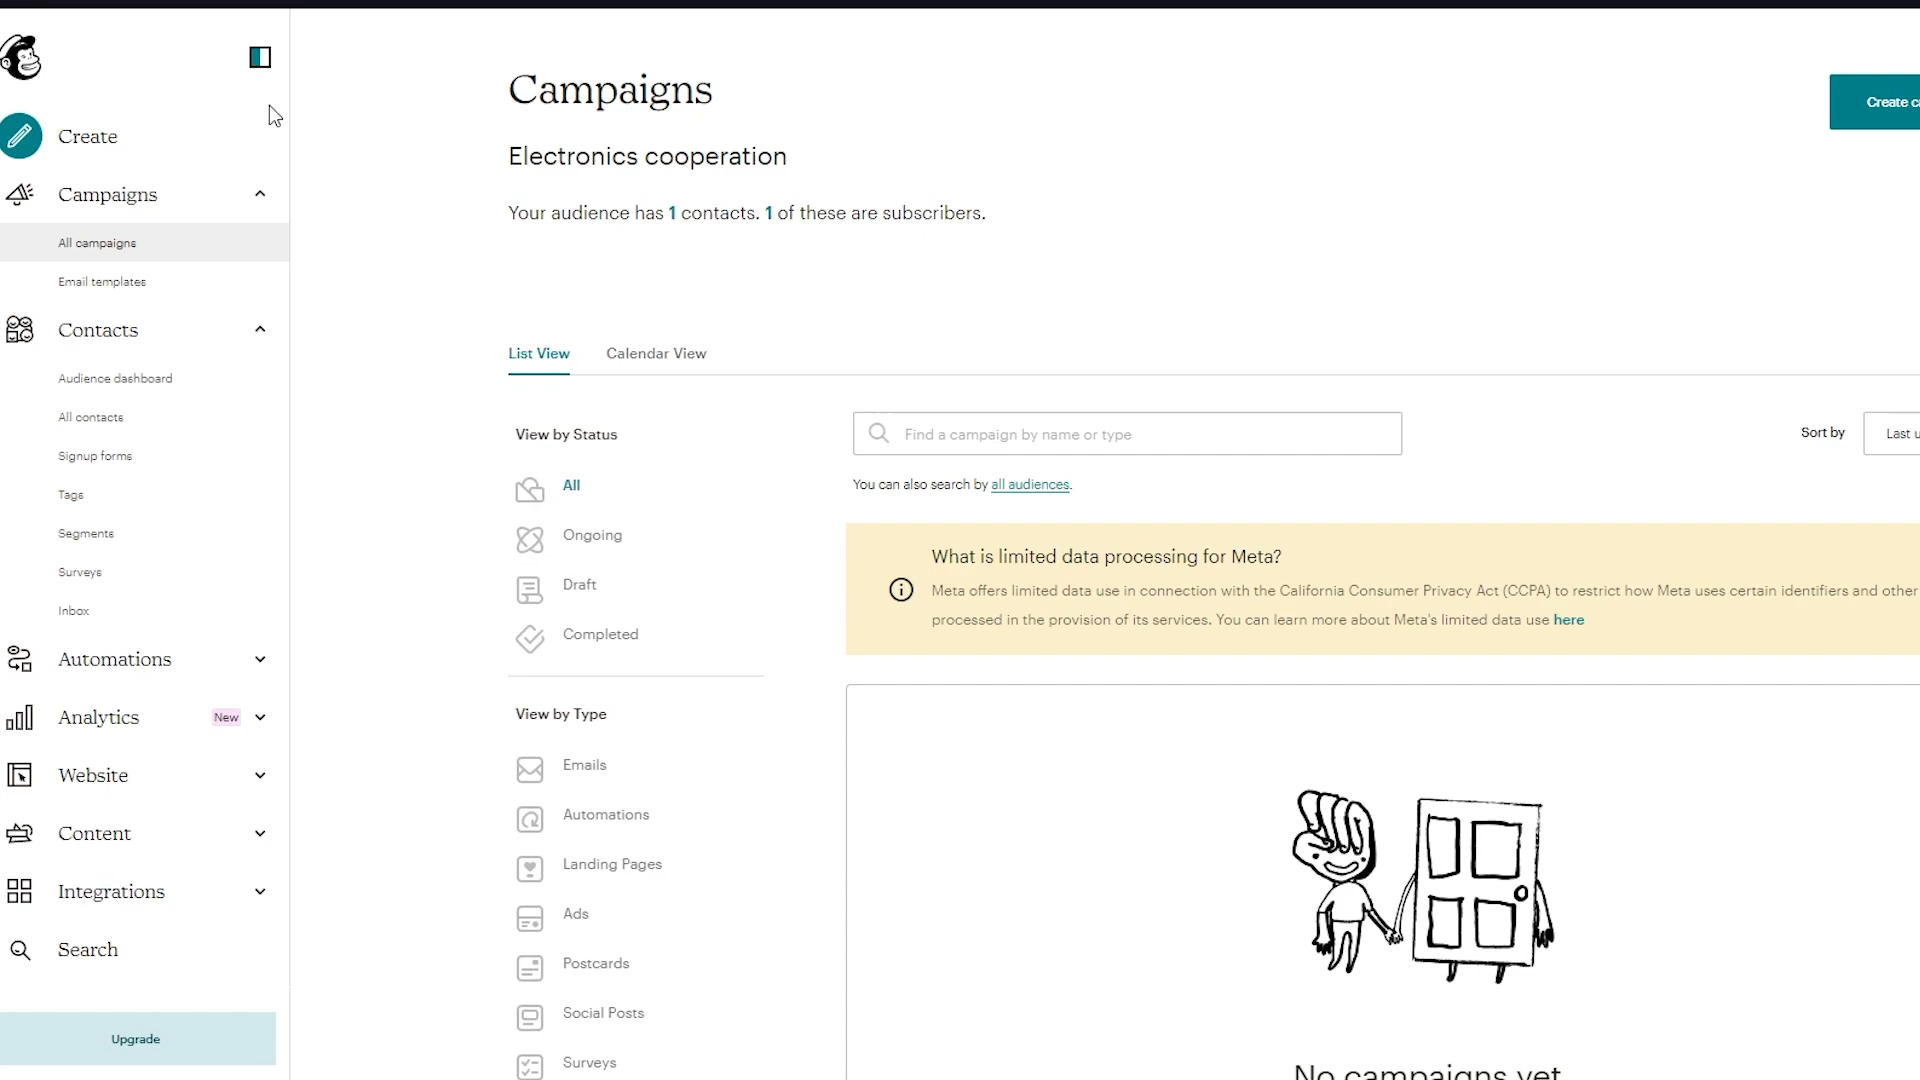 Create
Campaigns
All campaigns
Email templates
Contacts
Audience dashboard
All contacts
Signup forms
Tags
Segments
Surveys
Inbox
Automations
Analytics New
Website
Content
Integrations
Search
Upgrade
Campaigns
Create
Electronics cooperation
Your audience has 1 contacts. 1 of these are subscribers.
List View Calendar View
View by Status
All
Ongoing
Draft
Completed
View by Type
Emails
Automations
Landing Pages
Ads
Postcards
Social Posts
Surveys
Find a campaign by name or type
Sort by Last
You can also search by all audiences.
What is limited data processing for Meta?
Meta offers limited data use in connection with the California Consumer Privacy Act (CCPA) to restrict how Meta uses certain identifiers and other
processed in the provision of its services. You can learn more about Meta's limited data use here
No campaigns yet